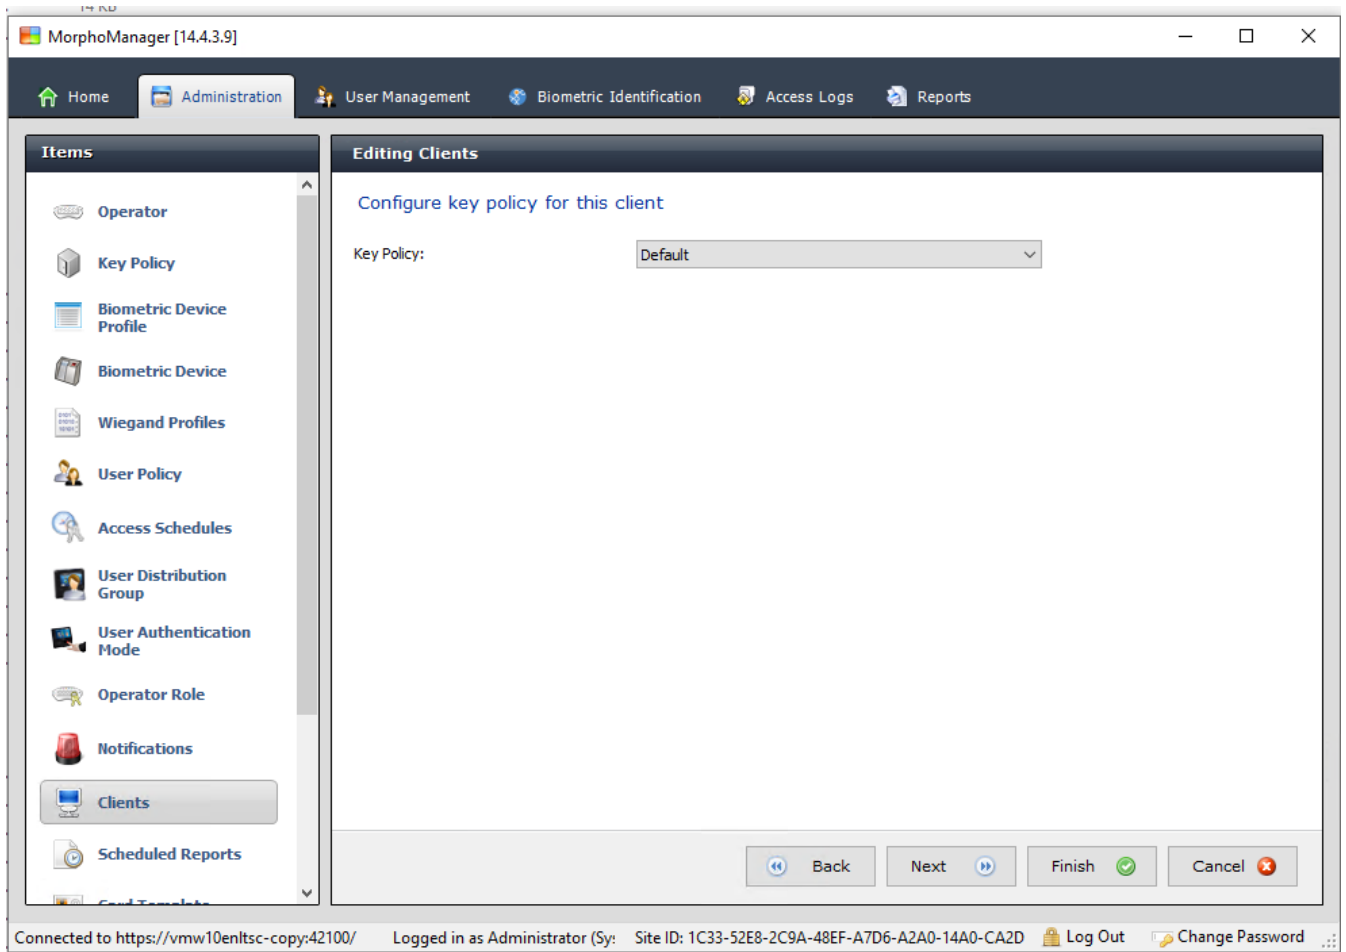 14 KB
MorphoManager [14.4.3.9]
Home
Administration
User Management
Biometric Identification
Access Logs
Reports
Items
Operator
Key Policy
Biometric Device
Profile
Biometric Device
Wiegand Profiles
User Policy
Access Schedules
User Distribution
Group
User Authentication
Mode
Operator Role
Notifications
Clients
Scheduled Reports
Card Template
Editing Clients
Configure key policy for this client
Key Policy:
Default
Back
Next
Finish
Cancel
Connected to https://vmw10enltsc-copy:42100/
Logged in as Administrator (Sy:
Site ID: 1C33-52E8-2C9A-48EF-A7D6-A2A0-14A0-CA2D
Log Out
Change Password